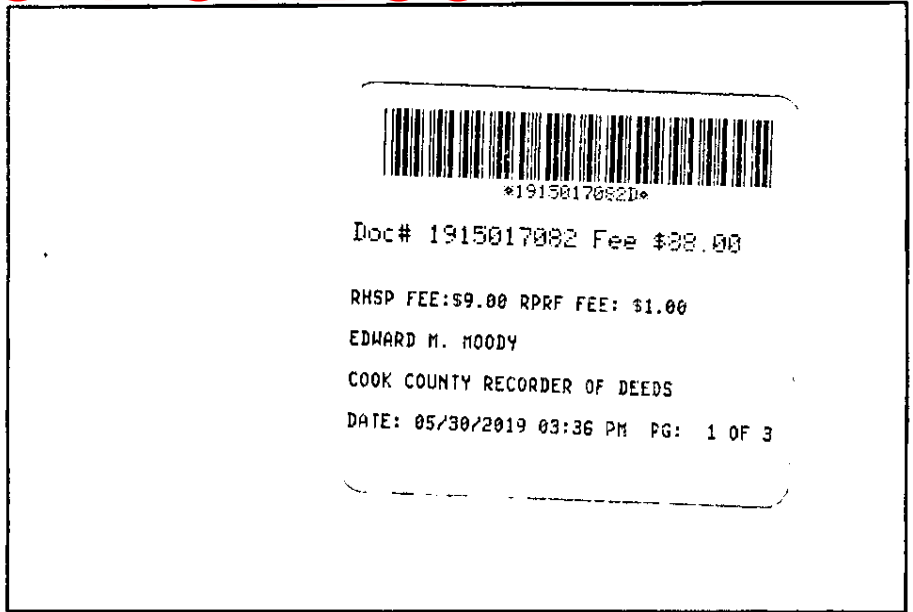 *1915017082D*
Doc# 1915017082 Fee $88.00
RHSP FEE:$9.00 RPRF FEE: $1.00
EDWARD M. MOODY
COOK COUNTY RECORDER OF DEEDS
DATE: 05/30/2019 03:36 PM PG: 1 OF 3